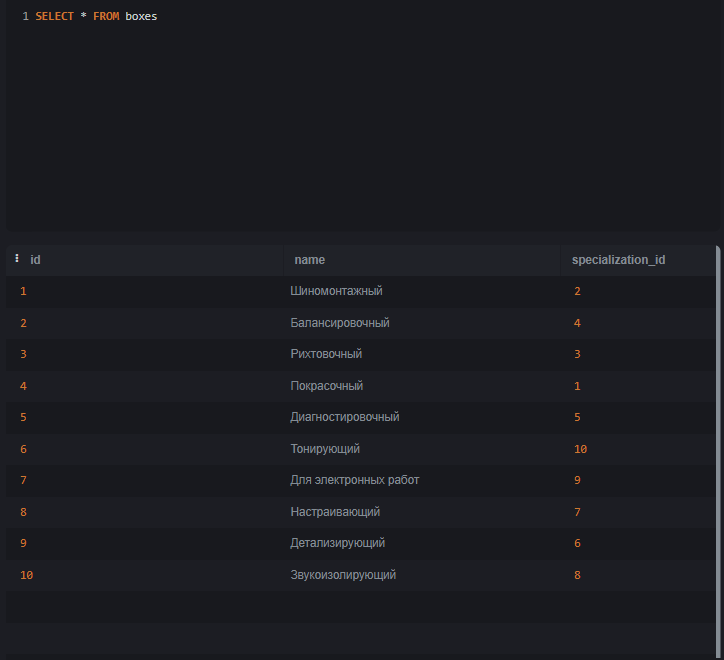 1 SELECT * FROM boxes
id name specialization_id
1 Шиномонтажный 2
2 Балансировочный 4
3 Рихтовочный 3
4 Покрасочный 1
5 Диагностировочный 5
6 Тонирующий 10
7 Для электронных работ 9
8 Настраивающий 7
9 Детализирующий 6
10 Звукоизолирующий 8